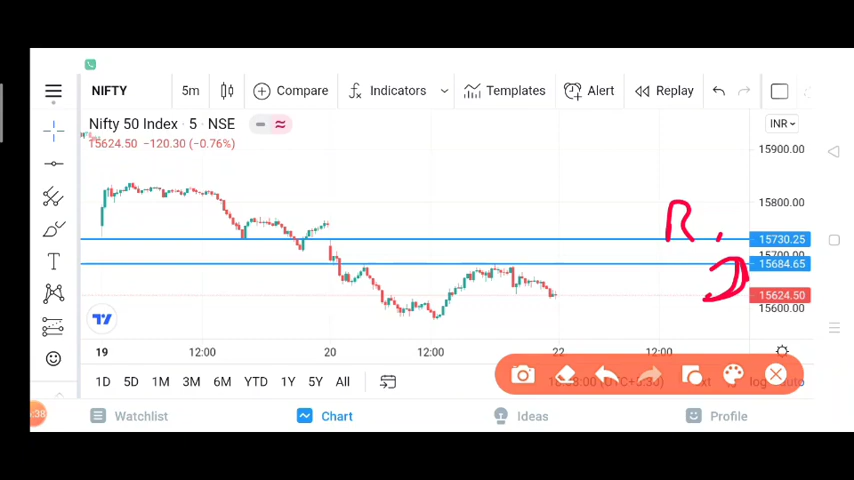 NIFTY 5m Compare Indicators Templates Alert Replay
Nifty 50 Index · 5 · NSE
15624.50 −120.30 (−0.76%)
INR
15900.00
15800.00
R.
15730.25
15700.00
15684.65
15624.50
15600.00
19 12:00 20 12:00 22 12:00
1D 5D 1M 3M 6M YTD 1Y 5Y All
:38
Watchlist Chart Ideas Profile